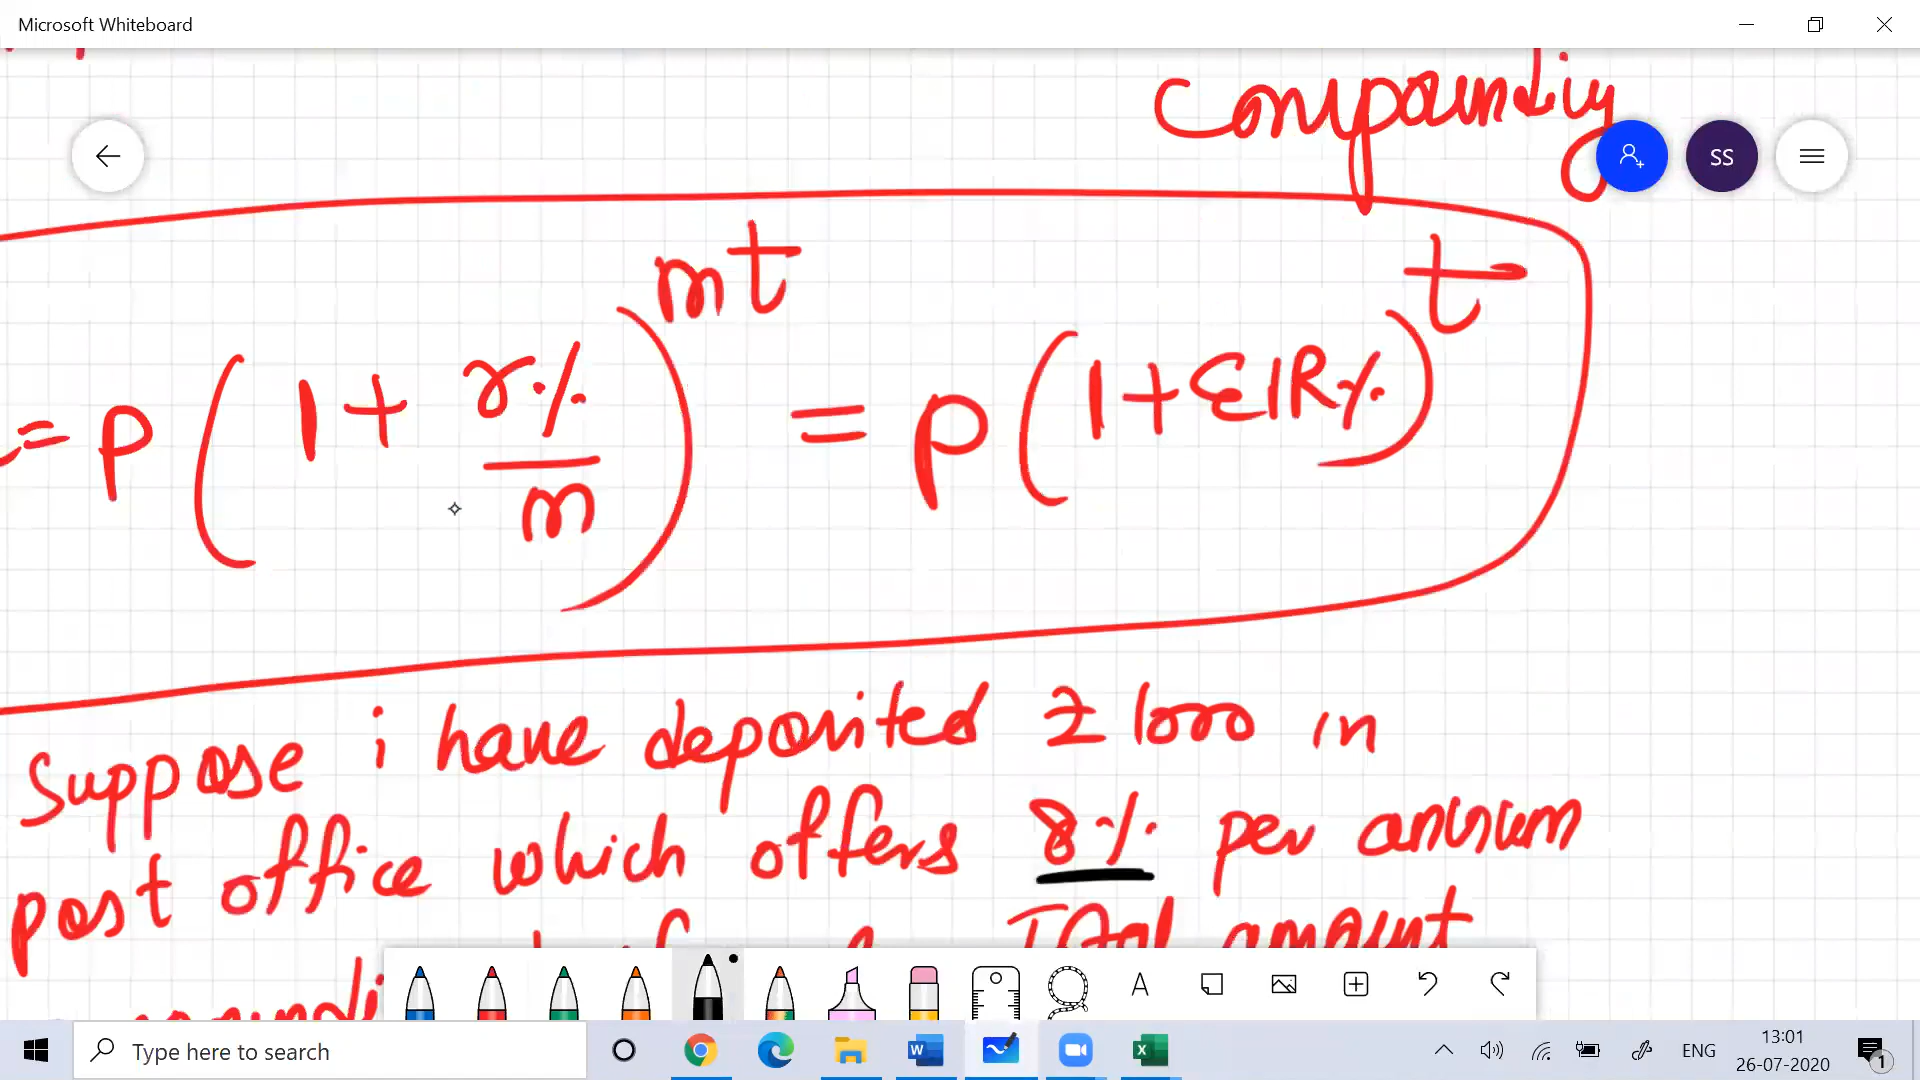 Microsoft Whiteboard
compounding
SS
= P ( 1 + r% / m )^mt = P ( 1 + EIR% )^t
Suppose i have deposited ₹ 1000 in
post office which offers 8% per annum
Total amount
A
Type here to search
ENG
13:01
26-07-2020
1